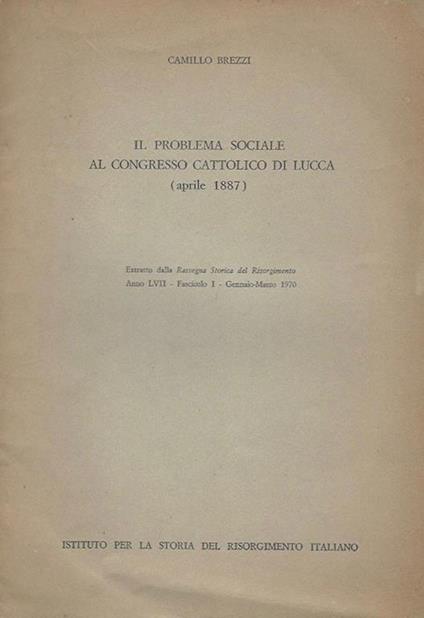 CAMILLO BREZZI
IL PROBLEMA SOCIALE
AL CONGRESSO CATTOLICO DI LUCCA
(aprile 1887)
Estratto dalla Rassegna Storica del Risorgimento
Anno LVII - Fascicolo I - Gennaio-Marzo 1970
ISTITUTO PER LA STORIA DEL RISORGIMENTO ITALIANO